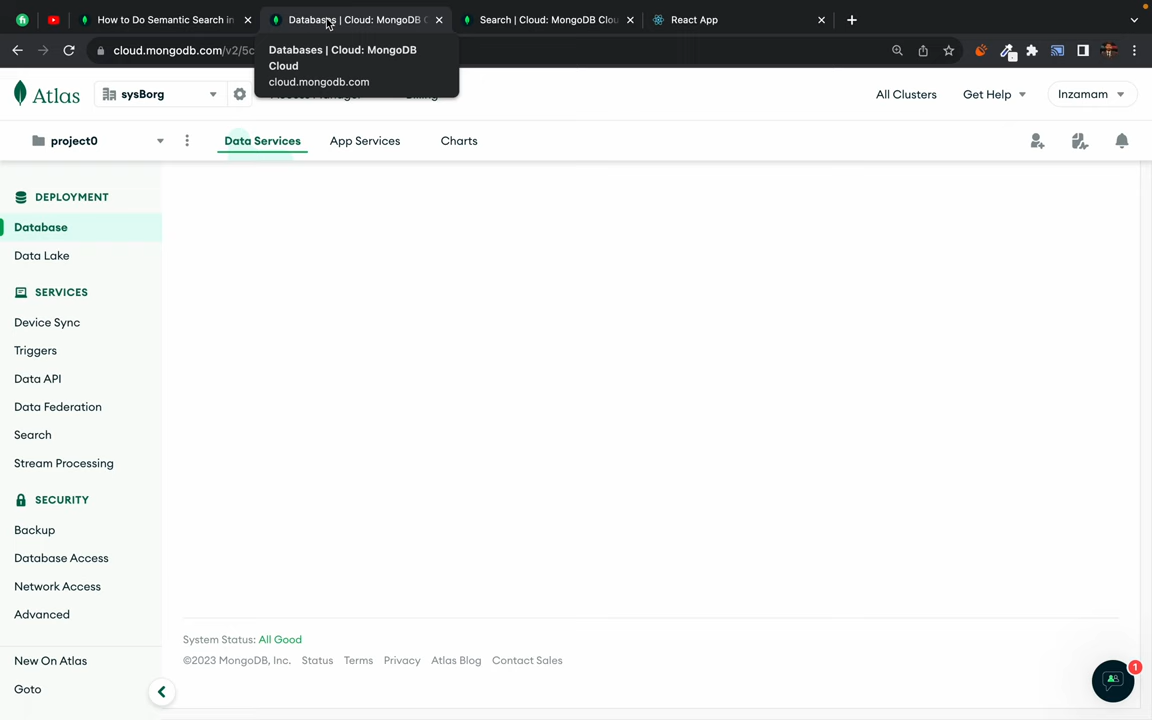 How to Do Semantic Search in
Databases | Cloud: MongoDB C
Search | Cloud: MongoDB Clou
React App
cloud.mongodb.com/v2/5c
Databases | Cloud: MongoDB
Cloud
cloud.mongodb.com
Atlas
sysBorg
Billing
All Clusters
Get Help
Inzamam
project0
Data Services
App Services
Charts
DEPLOYMENT
Database
Data Lake
SERVICES
Device Sync
Triggers
Data API
Data Federation
Search
Stream Processing
SECURITY
Backup
Database Access
Network Access
Advanced
New On Atlas
Goto
System Status: All Good
©2023 MongoDB, Inc. Status Terms Privacy Atlas Blog Contact Sales
1